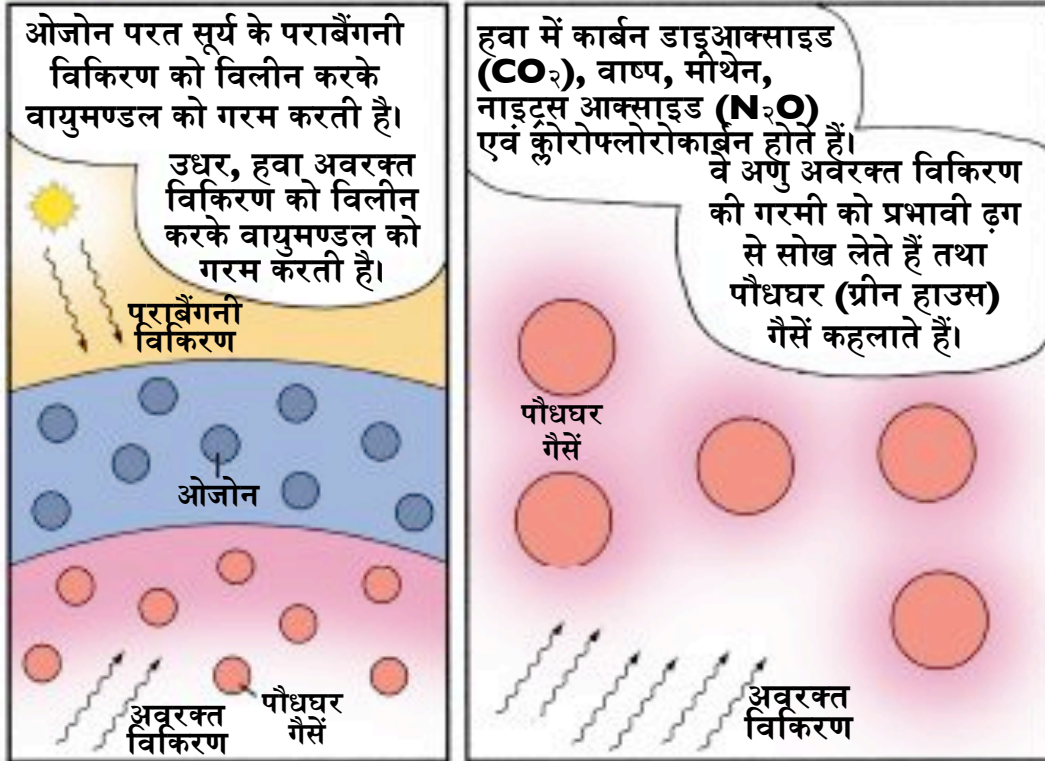 ओजोन परत सूर्य के पराबैंगनी
विकिरण को विलीन करके
वायुमण्डल को गरम करती है।
उधर, हवा अवरक्त
विकिरण को विलीन
करके वायुमण्डल को
गरम करती है।
पराबैंगनी
विकिरण
ओजोन
अवरक्त
विकिरण
पौधघर
गैसें
हवा में कार्बन डाइआक्साइड
(CO₂), वाष्प, मीथेन,
नाइट्रस आक्साइड (N₂O)
एवं क्लोरोफ्लोरोकार्बन होते हैं।
वे अणु अवरक्त विकिरण
की गरमी को प्रभावी ढ़ग
से सोख लेते हैं तथा
पौधघर (ग्रीन हाउस)
गैसें कहलाते हैं।
पौधघर
गैसें
अवरक्त
विकिरण